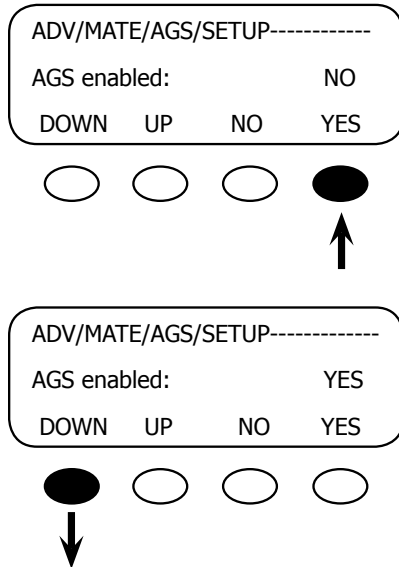 ADV/MATE/AGS/SETUP------------
AGS enabled: NO
DOWN UP NO YES
ADV/MATE/AGS/SETUP-------------
AGS enabled: YES
DOWN UP NO YES